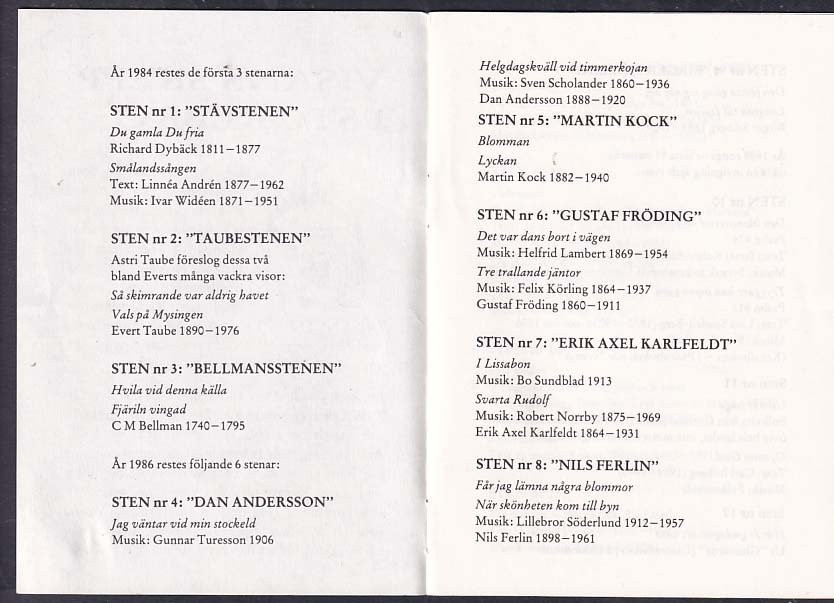 År 1984 restes de första 3 stenarna:
STEN nr 1: ”STÄVSTENEN”
Du gamla Du fria
Richard Dybäck 1811–1877
Smålandssången
Text: Linnéa Andrén 1877–1962
Musik: Ivar Widéen 1871–1951
STEN nr 2: ”TAUBESTENEN”
Astri Taube föreslog dessa två
bland Everts många vackra visor:
Så skimrande var aldrig havet
Vals på Mysingen
Evert Taube 1890–1976
STEN nr 3: ”BELLMANSSTENEN”
Hvila vid denna källa
Fjäriln vingad
C M Bellman 1740–1795
År 1986 restes följande 6 stenar:
STEN nr 4: ”DAN ANDERSSON”
Jag väntar vid min stockeld
Musik: Gunnar Turesson 1906
Helgdagskväll vid timmerkojan
Musik: Sven Scholander 1860–1936
Dan Andersson 1888–1920
STEN nr 5: ”MARTIN KOCK”
Blomman
Lyckan
Martin Kock 1882–1940
STEN nr 6: ”GUSTAF FRÖDING”
Det var dans bort i vägen
Musik: Helfrid Lambert 1869–1954
Tre trallande jäntor
Musik: Felix Körling 1864–1937
Gustaf Fröding 1860–1911
STEN nr 7: ”ERIK AXEL KARLFELDT”
I Lissabon
Musik: Bo Sundblad 1913
Svarta Rudolf
Musik: Robert Norrby 1875–1969
Erik Axel Karlfeldt 1864–1931
STEN nr 8: ”NILS FERLIN”
Får jag lämna några blommor
När skönheten kom till byn
Musik: Lillebror Söderlund 1912–1957
Nils Ferlin 1898–1961